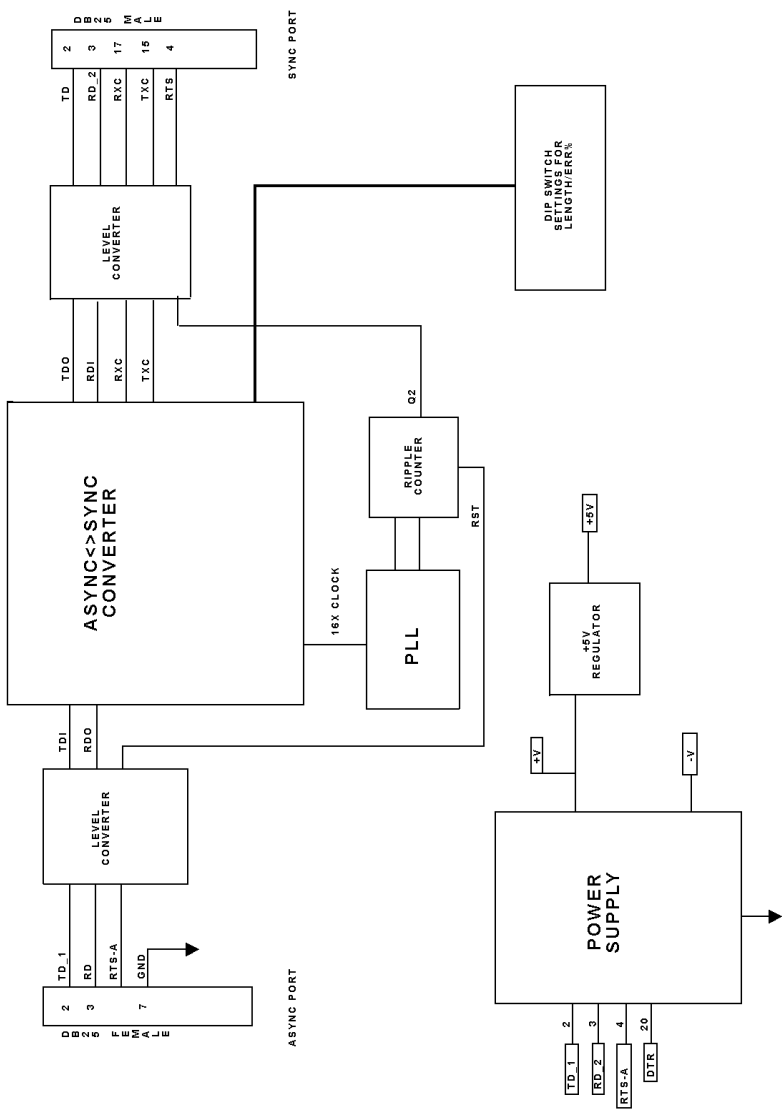 DB25 FEMALE
2
3
7
TD_1
RD
RTS-A
GND
ASYNC PORT
LEVEL
CONVERTER
TDI
RDO
ASYNC<>SYNC
CONVERTER
TDO
RDI
RXC
TXC
LEVEL
CONVERTER
TD
RD_2
RXC
TXC
RTS
DB25 MALE
2
3
17
15
4
SYNC PORT
16X CLOCK
PLL
RIPPLE
COUNTER
Q2
RST
DIP SWITCH
SETTINGS FOR
LENGTH/ERR%
TD_1
RD_2
RTS-A
DTR
2
3
4
20
POWER
SUPPLY
+V
-V
+5V
REGULATOR
+5V